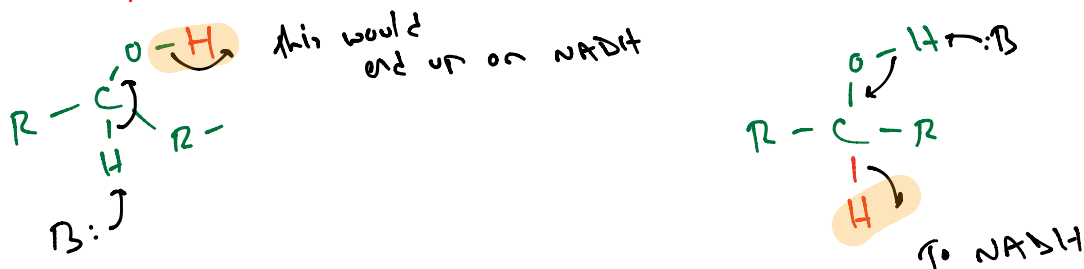 O - H
this would
end up on NADH
R - C
H
R -
B:
O - H :B
R - C - R
H
To NADH